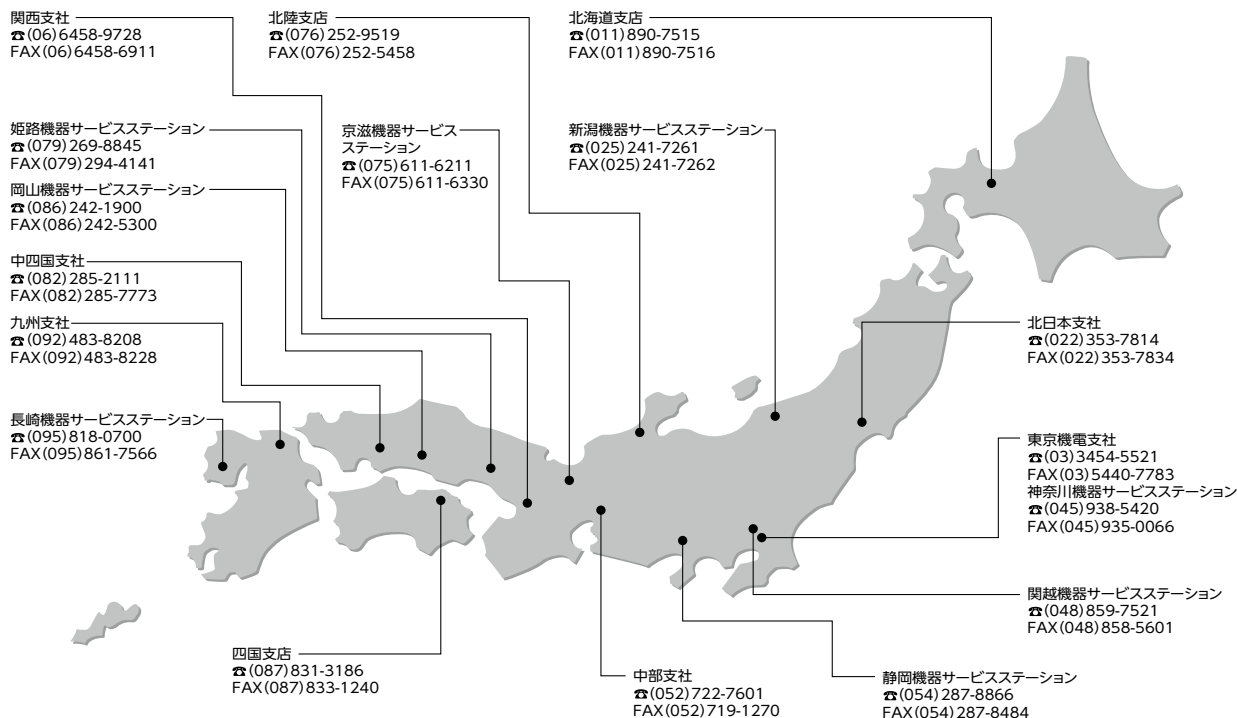 関西支社
☎(06)6458-9728
FAX(06)6458-6911
北陸支店
☎(076)252-9519
FAX(076)252-5458
北海道支店
☎(011)890-7515
FAX(011)890-7516
姫路機器サービスステーション
☎(079)269-8845
FAX(079)294-4141
京滋機器サービス
ステーション
☎(075)611-6211
FAX(075)611-6330
新潟機器サービスステーション
☎(025)241-7261
FAX(025)241-7262
岡山機器サービスステーション
☎(086)242-1900
FAX(086)242-5300
中四国支社
☎(082)285-2111
FAX(082)285-7773
九州支社
☎(092)483-8208
FAX(092)483-8228
長崎機器サービスステーション
☎(095)818-0700
FAX(095)861-7566
北日本支社
☎(022)353-7814
FAX(022)353-7834
東京機電支社
☎(03)3454-5521
FAX(03)5440-7783
神奈川機器サービスステーション
☎(045)938-5420
FAX(045)935-0066
関越機器サービスステーション
☎(048)859-7521
FAX(048)858-5601
四国支店
☎(087)831-3186
FAX(087)833-1240
中部支社
☎(052)722-7601
FAX(052)719-1270
静岡機器サービスステーション
☎(054)287-8866
FAX(054)287-8484